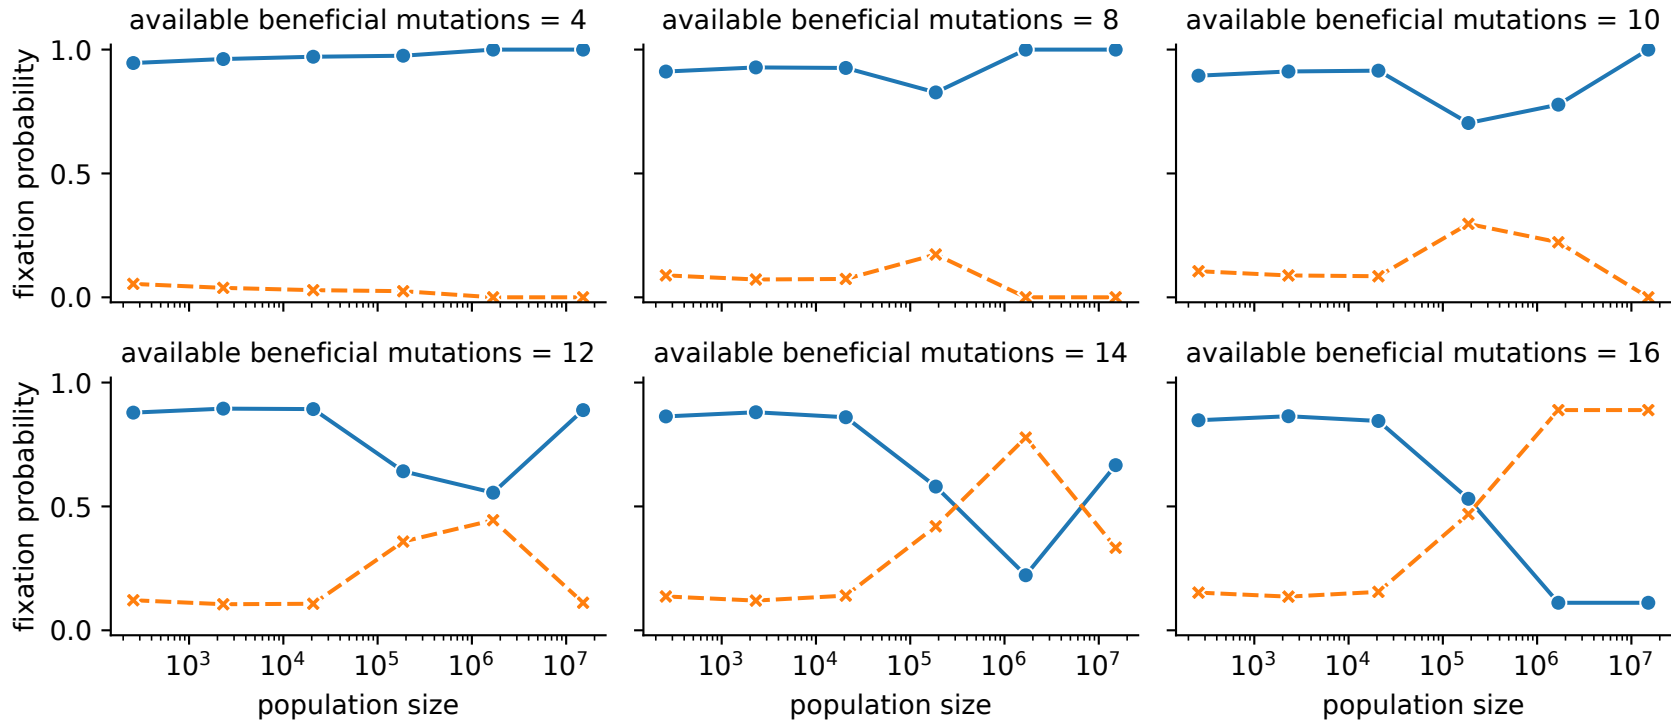 available beneficial mutations = 4
available beneficial mutations = 8
available beneficial mutations = 10
fixation probability
1.0
0.5
0.0
available beneficial mutations = 12
available beneficial mutations = 14
available beneficial mutations = 16
fixation probability
1.0
0.5
0.0
10³ 10⁴ 10⁵ 10⁶ 10⁷
10³ 10⁴ 10⁵ 10⁶ 10⁷
10³ 10⁴ 10⁵ 10⁶ 10⁷
population size
population size
population size